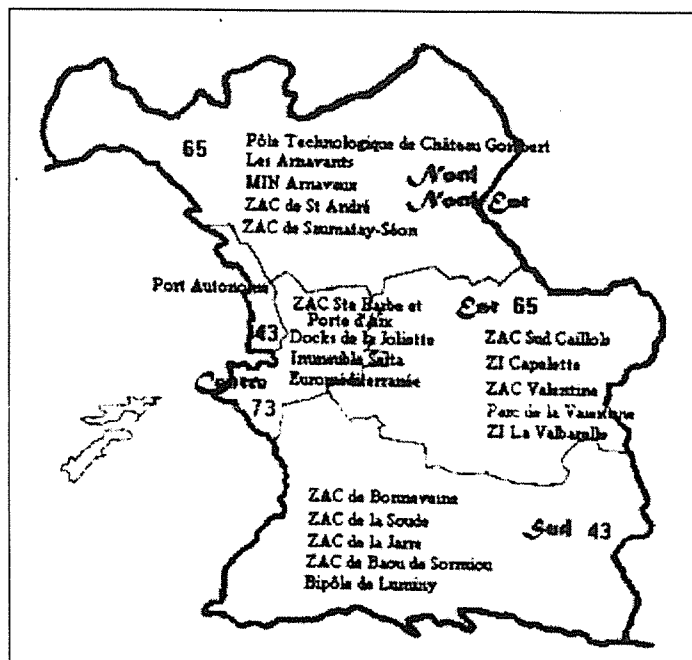 65
Pôle Technologique de Château Gombert
Les Arnavants
MIN Arnavaux
Nord
ZAC de St André
Nord Est
ZAC de Saumatay-Séon
Port Autonome
ZAC Ste Barbe et
Porte d'Aix
Est 65
43
Docks de la Joliette
ZAC Sud Caillols
Immeuble Salta
ZI Capelette
Centre
Euroméditerranée
ZAC Valentine
73
Parc de la Valentine
ZI La Valbarelle
ZAC de Bonneveine
ZAC de la Soude
Sud 43
ZAC de la Jarre
ZAC de Baou de Sormiou
Bipôle de Luminy